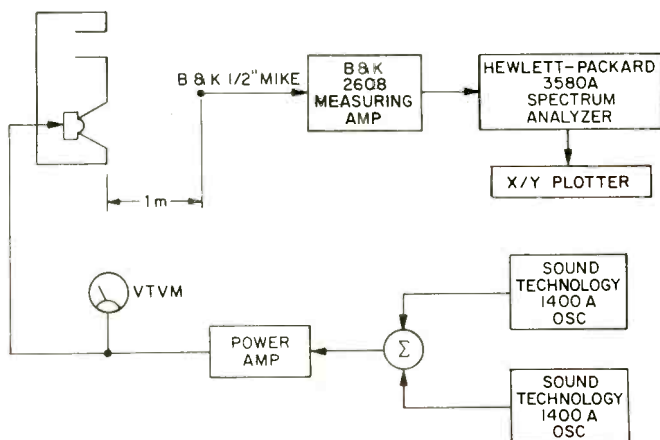 B & K 1/2" MIKE
B & K
2608
MEASURING
AMP
HEWLETT-PACKARD
3580A
SPECTRUM
ANALYZER
X/Y PLOTTER
1m
VTVM
POWER
AMP
Σ
SOUND
TECHNOLOGY
1400 A
OSC
SOUND
TECHNOLOGY
1400 A
OSC